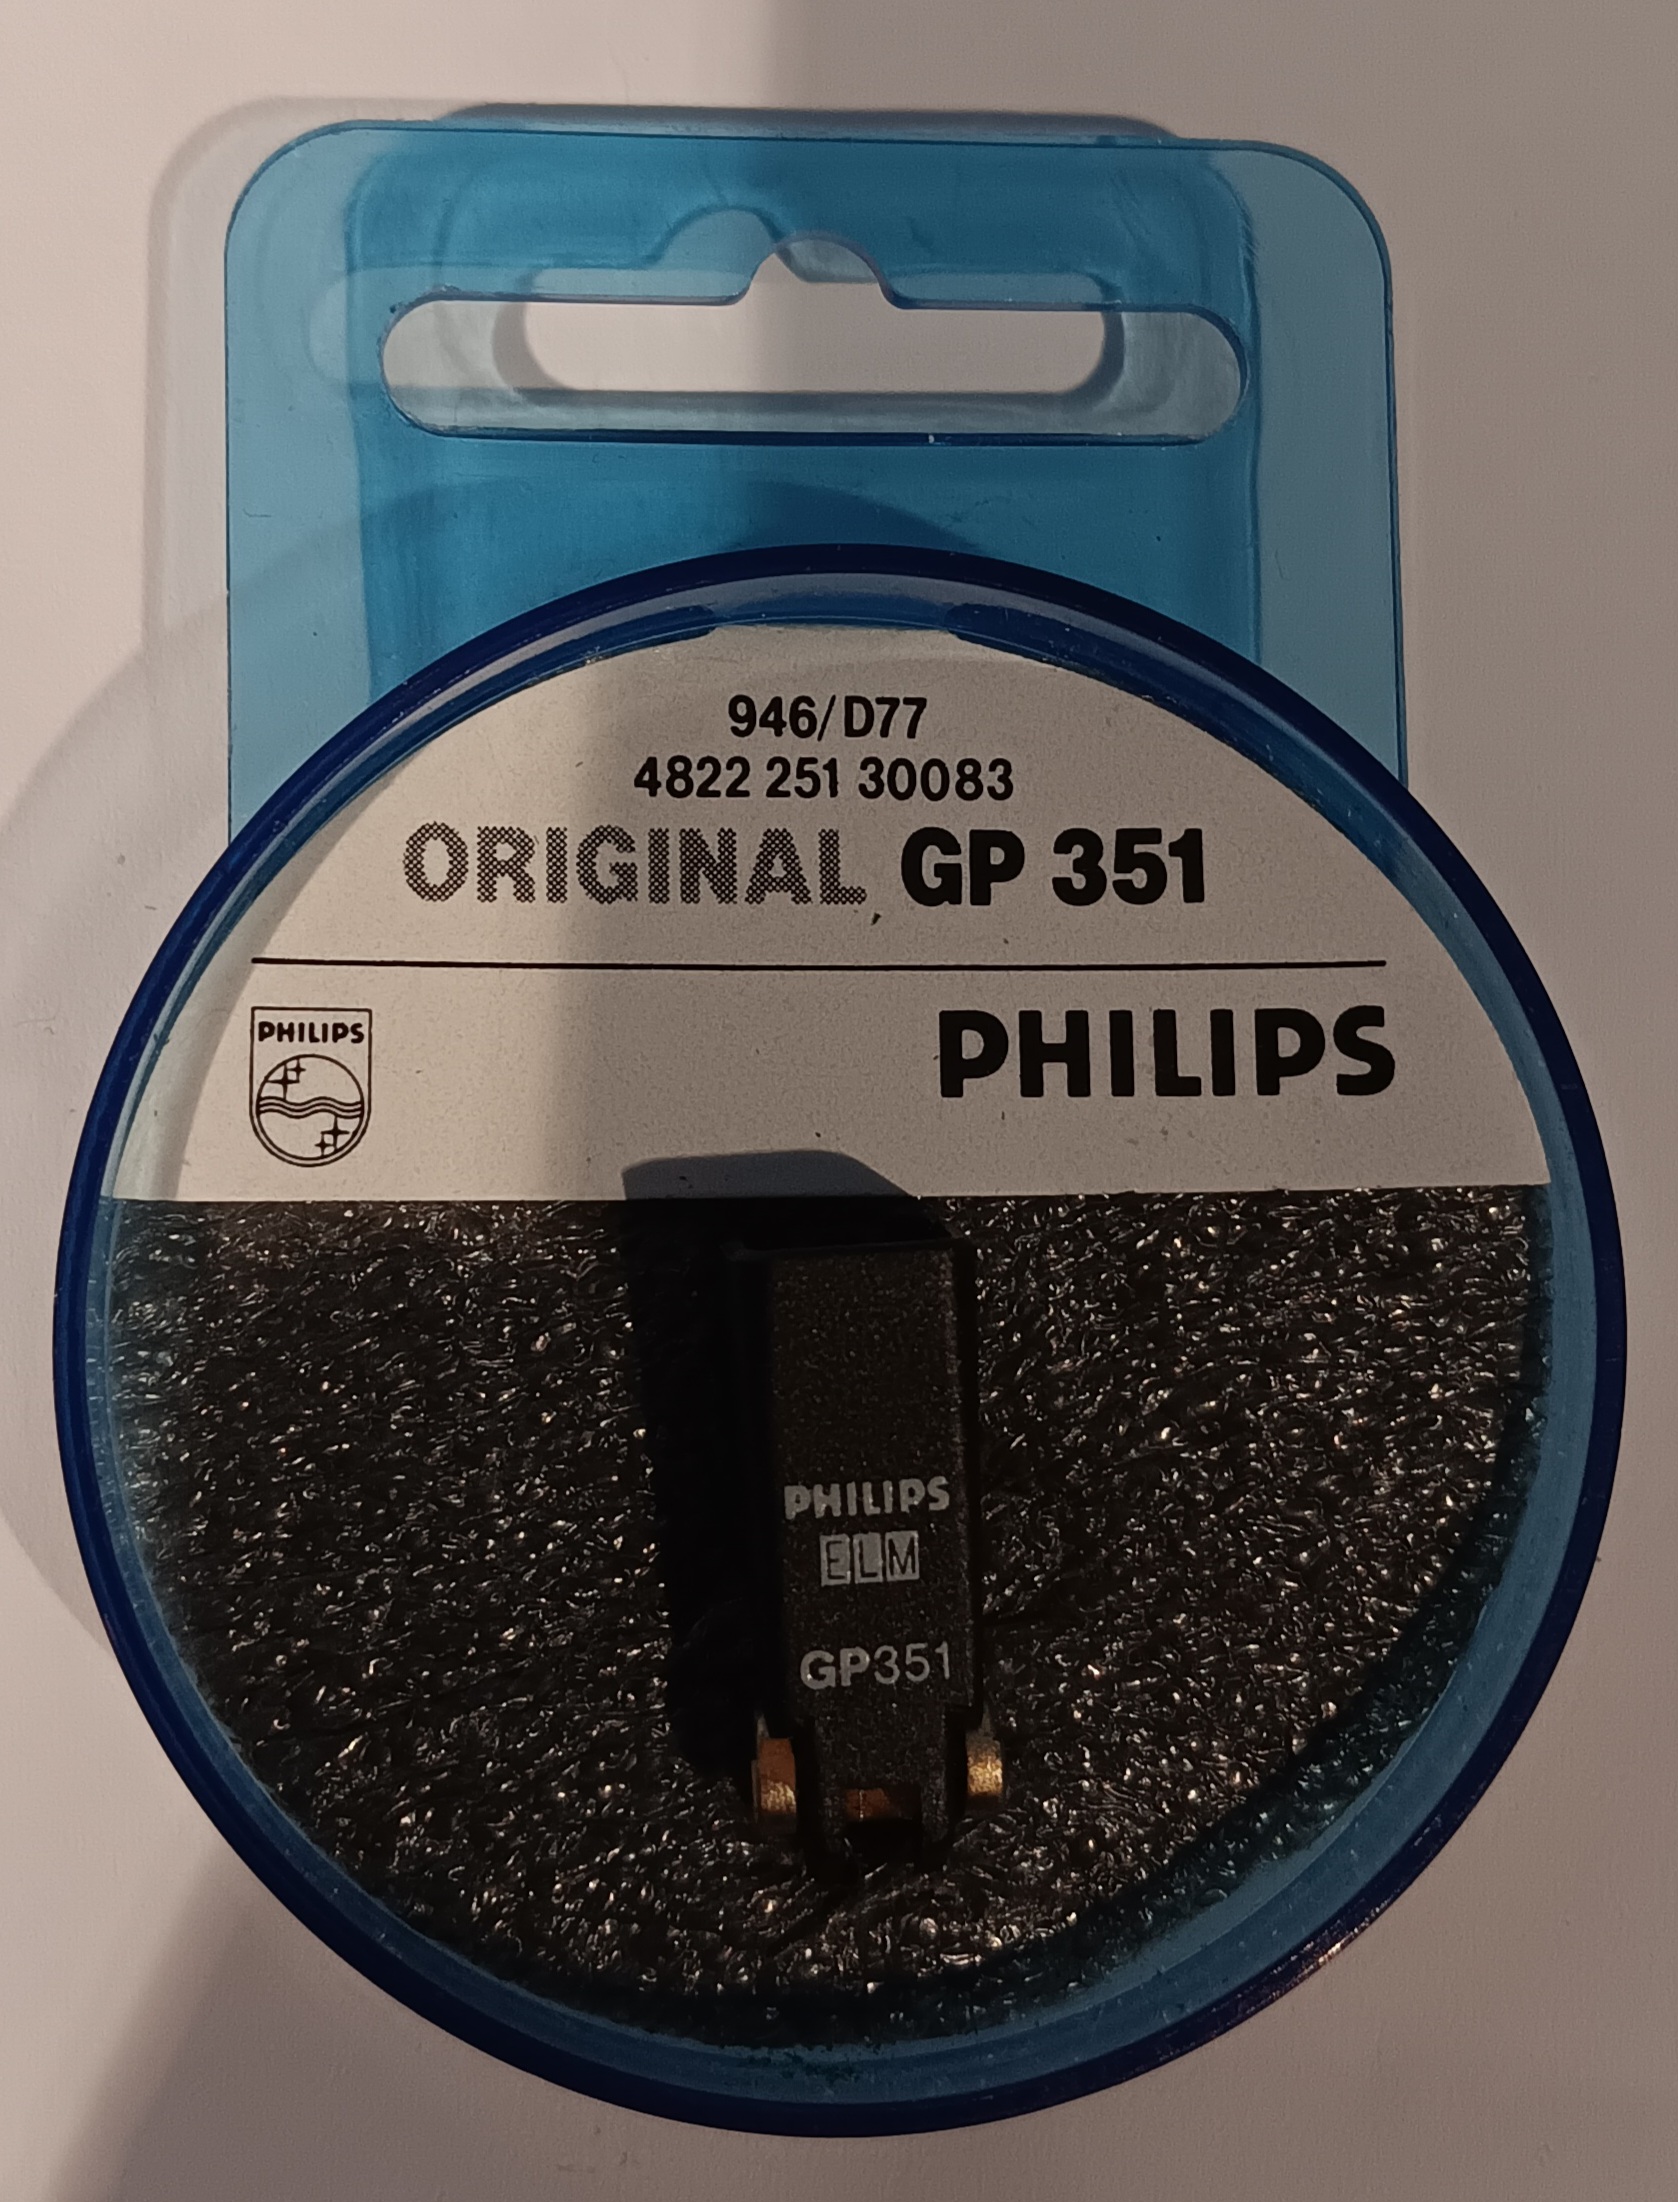 946/D77
4822 251 30083
ORIGINAL GP 351
PHILIPS
PHILIPS
PHILIPS
ELM
GP351